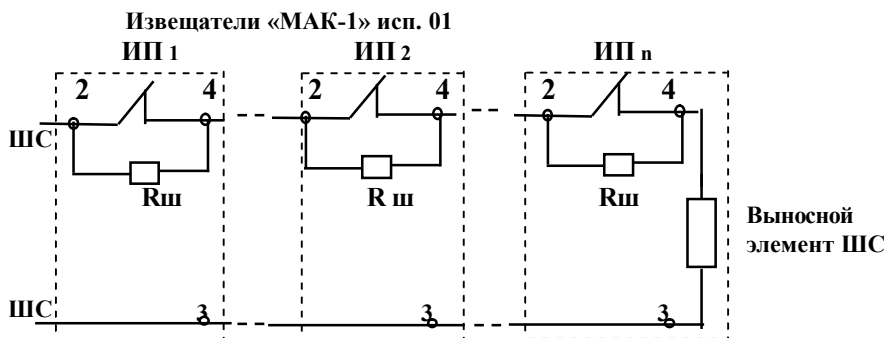 Извещатели «МАК-1» исп. 01
ИП 1 ИП 2 ИП n
2 4 2 4 2 4
ШС
Rш R ш Rш
Выносной
элемент ШС
ШС 3 3 3